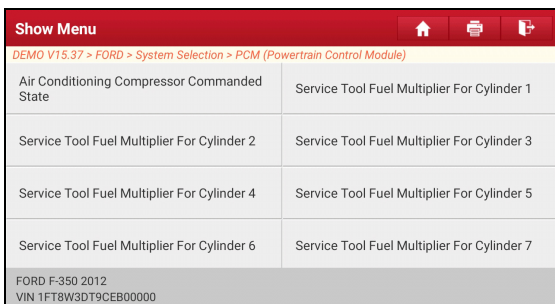 Show Menu
DEMO V15.37 > FORD > System Selection > PCM (Powertrain Control Module)
Air Conditioning Compressor Commanded
State
Service Tool Fuel Multiplier For Cylinder 1
Service Tool Fuel Multiplier For Cylinder 2
Service Tool Fuel Multiplier For Cylinder 3
Service Tool Fuel Multiplier For Cylinder 4
Service Tool Fuel Multiplier For Cylinder 5
Service Tool Fuel Multiplier For Cylinder 6
Service Tool Fuel Multiplier For Cylinder 7
FORD F-350 2012
VIN 1FT8W3DT9CEB00000